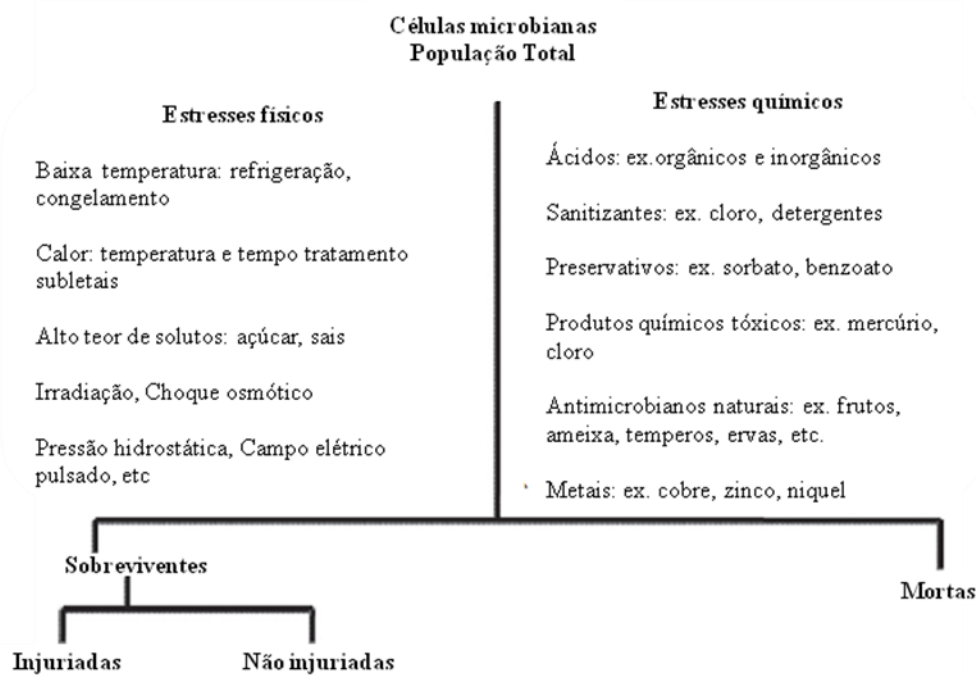 Células microbianas
População Total
Estresses físicos
Baixa temperatura: refrigeração,
congelamento
Calor: temperatura e tempo tratamento
subletais
Alto teor de solutos: açúcar, sais
Irradiação, Choque osmótico
Pressão hidrostática, Campo elétrico
pulsado, etc
Estresses químicos
Ácidos: ex.orgânicos e inorgânicos
Sanitizantes: ex. cloro, detergentes
Preservativos: ex. sorbato, benzoato
Produtos químicos tóxicos: ex. mercúrio,
cloro
Antimicrobianos naturais: ex. frutos,
ameixa, temperos, ervas, etc.
Metais: ex. cobre, zinco, niquel
Sobreviventes
Mortas
Injuriadas
Não injuriadas